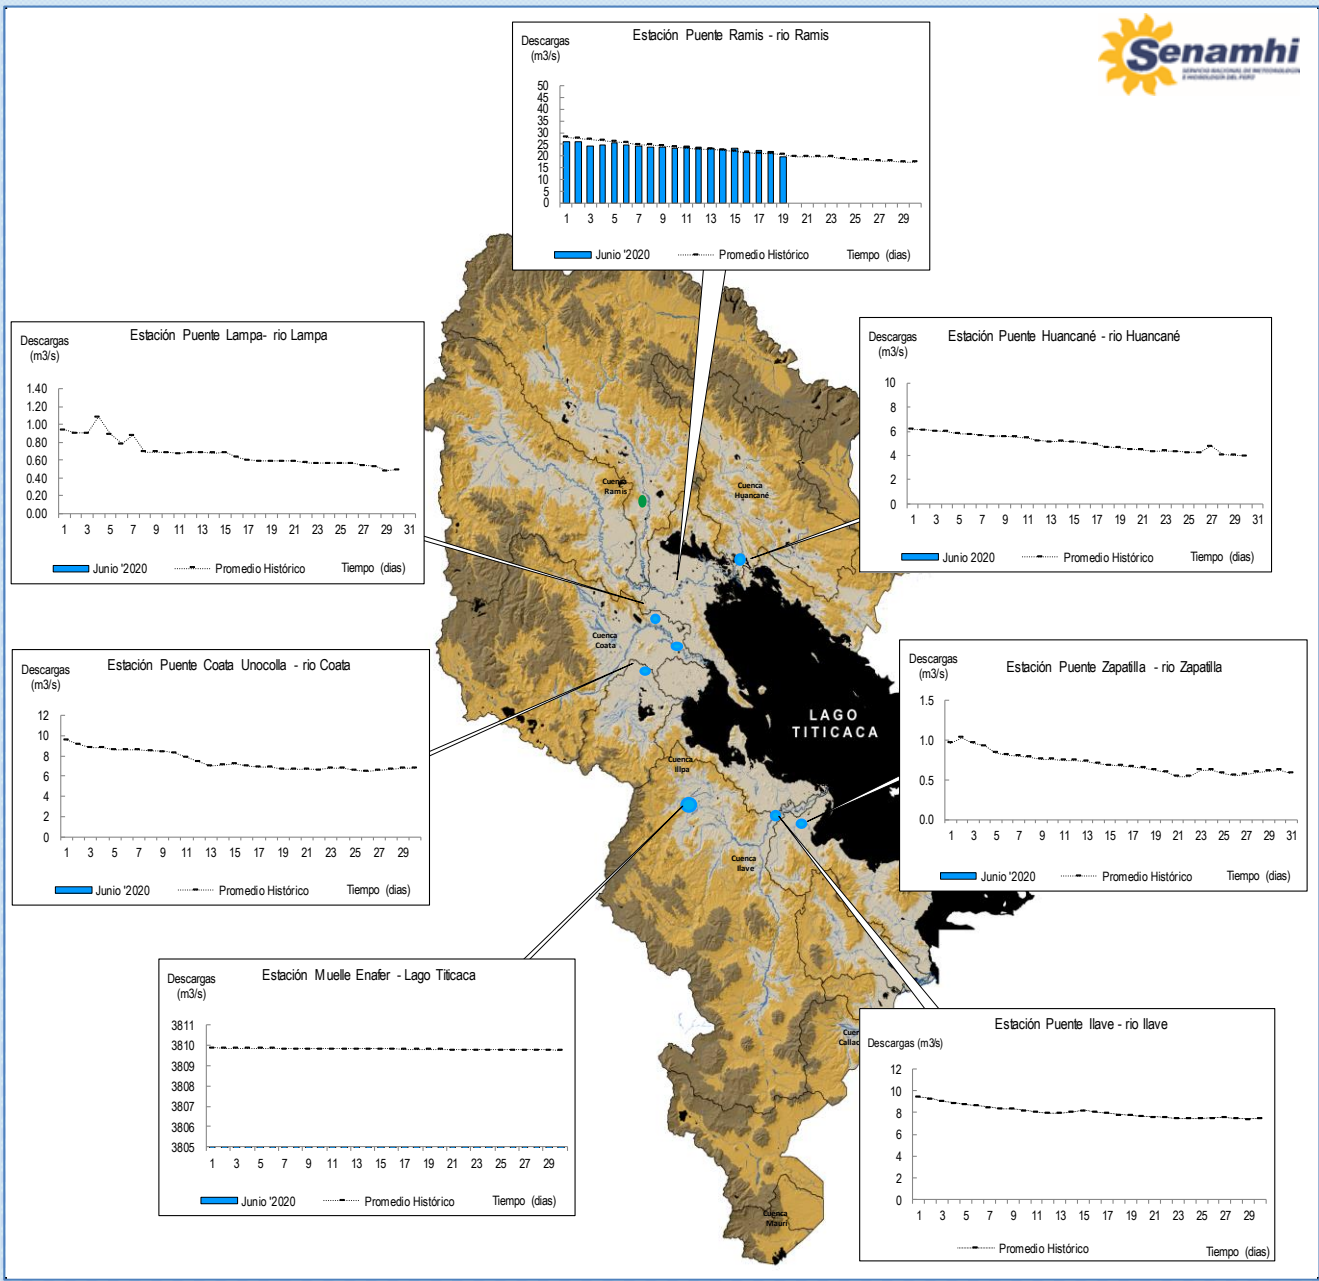 Senamhi
SERVICIO NACIONAL DE METEOROLOGÍA
E HIDROLOGÍA DEL PERÚ
Estación Puente Ramis - rio Ramis
Descargas
(m3/s)
50
45
40
35
30
25
20
15
10
5
0
1 3 5 7 9 11 13 15 17 19 21 23 25 27 29
Junio '2020 Promedio Histórico Tiempo (dias)
Estación Puente Lampa- rio Lampa
Descargas
(m3/s)
1.40
1.20
1.00
0.80
0.60
0.40
0.20
0.00
1 3 5 7 9 11 13 15 17 19 21 23 25 27 29 31
Junio '2020 Promedio Histórico Tiempo (dias)
Estación Puente Huancané - rio Huancané
Descargas
(m3/s)
10
8
6
4
2
0
1 3 5 7 9 11 13 15 17 19 21 23 25 27 29 31
Junio 2020 Promedio Histórico Tiempo (dias)
Cuenca
Ramis
Cuenca
Huancané
Cuenca
Coata
LAGO
TITICACA
Cuenca
Illpa
Cuenca
Ilave
Cuenca
Mauri
Estación Puente Coata Unocolla - rio Coata
Descargas
(m3/s)
12
10
8
6
4
2
0
1 3 5 7 9 11 13 15 17 19 21 23 25 27 29
Junio '2020 Promedio Histórico Tiempo (dias)
Estación Puente Zapatilla - rio Zapatilla
Descargas
(m3/s)
1.5
1.0
0.5
0.0
1 3 5 7 9 11 13 15 17 19 21 23 25 27 29 31
Junio '2020 Promedio Histórico Tiempo (dias)
Estación Muelle Enafer - Lago Titicaca
Descargas
(m3/s)
3811
3810
3809
3808
3807
3806
3805
1 3 5 7 9 11 13 15 17 19 21 23 25 27 29
Junio '2020 Promedio Histórico Tiempo (dias)
Estación Puente Ilave - rio Ilave
Descargas (m3/s)
12
10
8
6
4
2
0
1 3 5 7 9 11 13 15 17 19 21 23 25 27 29
Promedio Histórico Tiempo (dias)